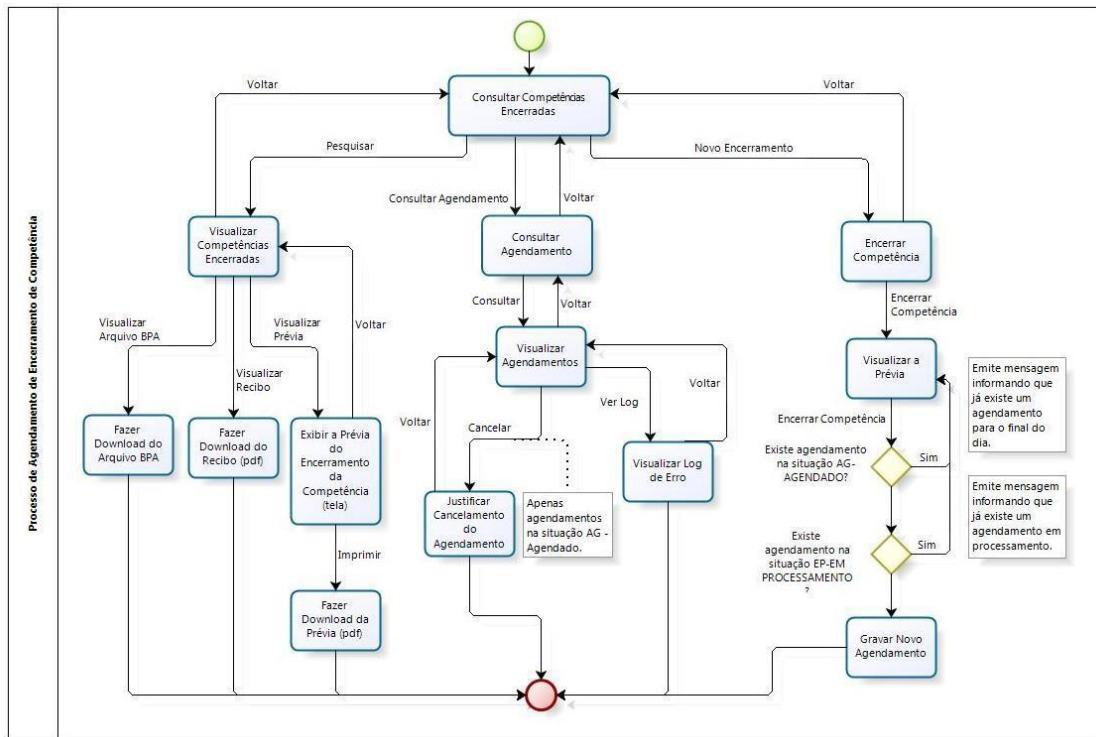 Processo de Agendamento de Encerramento de Competência
Voltar
Consultar Competências
Encerradas
Voltar
Pesquisar
Novo Encerramento
Consultar Agendamento
Voltar
Visualizar
Competências
Encerradas
Consultar
Agendamento
Encerrar
Competência
Visualizar
Arquivo BPA
Visualizar
Prévia
Voltar
Consultar
Voltar
Encerrar
Competência
Visualizar
Recibo
Visualizar
Agendamentos
Visualizar a
Prévia
Emite mensagem
informando que
já existe um
agendamento
para o final do
dia.
Voltar
Ver Log
Voltar
Cancelar
Encerrar Competência
Fazer
Download do
Arquivo BPA
Fazer
Download do
Recibo (pdf)
Exibir a Prévia
do
Encerramento
da
Competência
(tela)
Visualizar Log
de Erro
Existe agendamento
na situação AG-
AGENDADO?
Sim
Justificar
Cancelamento
do
Agendamento
Apenas
agendamentos
na situação AG -
Agendado.
Emite mensagem
informando que
já existe um
agendamento em
processamento.
Imprimir
Existe
agendamento na
situação EP-EM
PROCESSAMENTO
?
Sim
Fazer
Download da
Prévia (pdf)
Gravar Novo
Agendamento